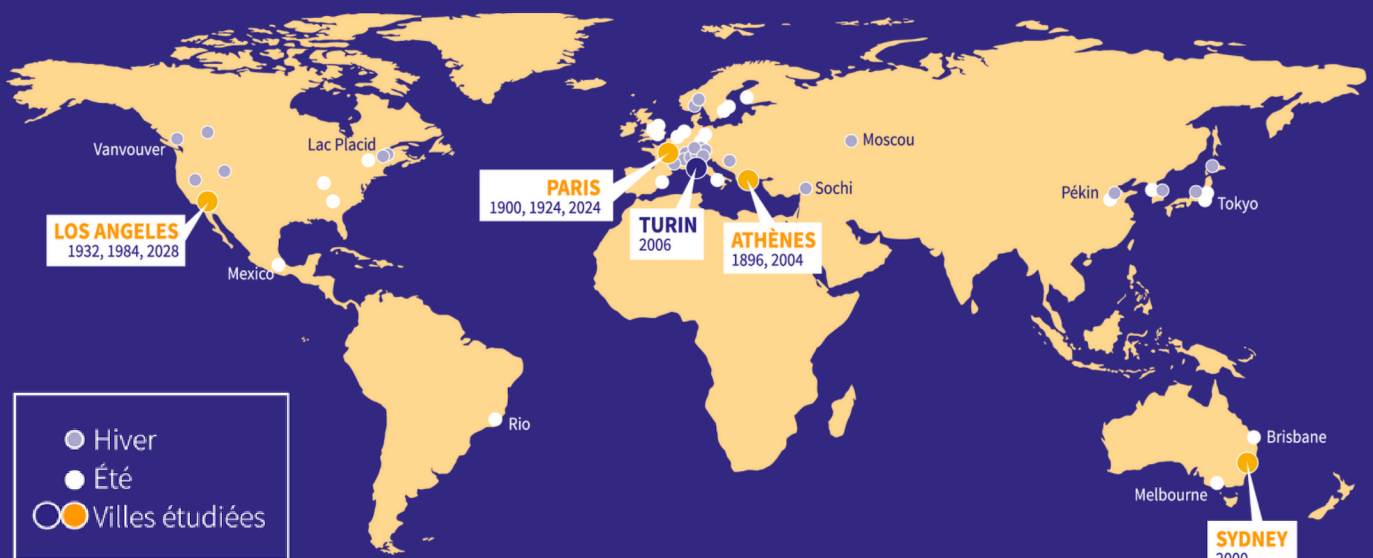 Vanvouver
Lac Placid
LOS ANGELES
1932, 1984, 2028
Mexico
Rio
PARIS
1900, 1924, 2024
TURIN
2006
ATHÈNES
1896, 2004
Moscou
Sochi
Pékin
Tokyo
Brisbane
Melbourne
SYDNEY
2000
Hiver
Été
Villes étudiées